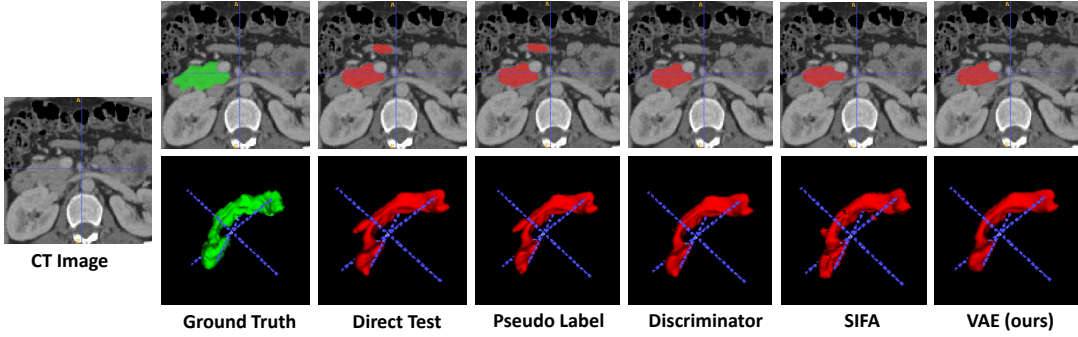 A
A
A
A
A
A
A
CT Image
Ground Truth
Direct Test
Pseudo Label
Discriminator
SIFA
VAE (ours)